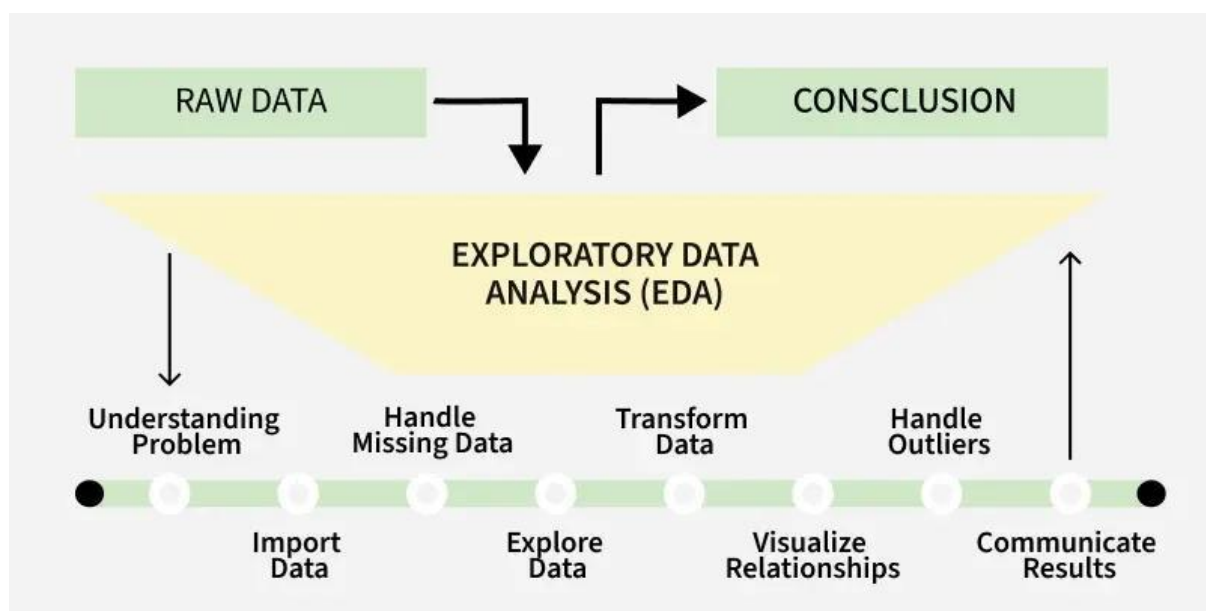 RAW DATA
CONSCLUSION
EXPLORATORY DATA
ANALYSIS (EDA)
Understanding
Problem
Handle
Missing Data
Transform
Data
Handle
Outliers
Import
Data
Explore
Data
Visualize
Relationships
Communicate
Results